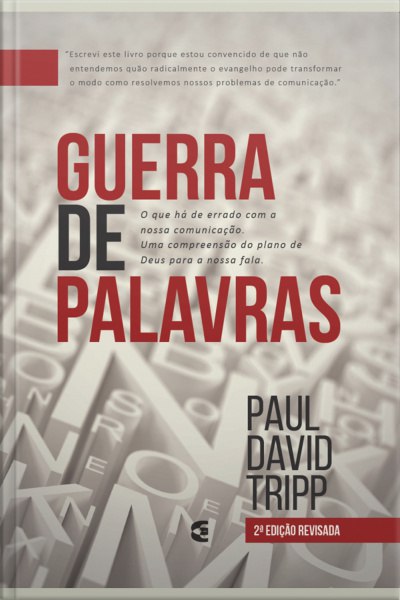 “Escrevi este livro porque estou convencido de que não
entendemos quão radicalmente o evangelho pode transformar
o modo como resolvemos nossos problemas de comunicação.”
GUERRA
DE
O que há de errado com a
nossa comunicação.
Uma compreensão do plano de
Deus para a nossa fala.
PALAVRAS
PAUL
DAVID
TRIPP
2ª EDIÇÃO REVISADA